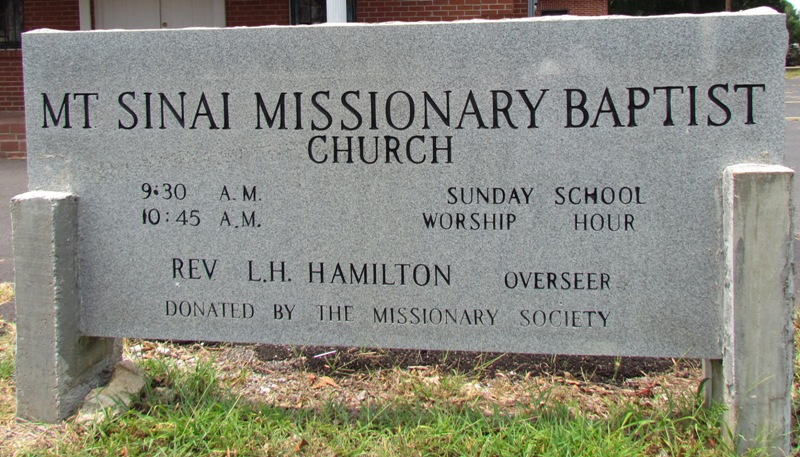 MT SINAI MISSIONARY BAPTIST
CHURCH
9:30 A.M. SUNDAY SCHOOL
10:45 A.M. WORSHIP HOUR
REV L.H. HAMILTON OVERSEER
DONATED BY THE MISSIONARY SOCIETY